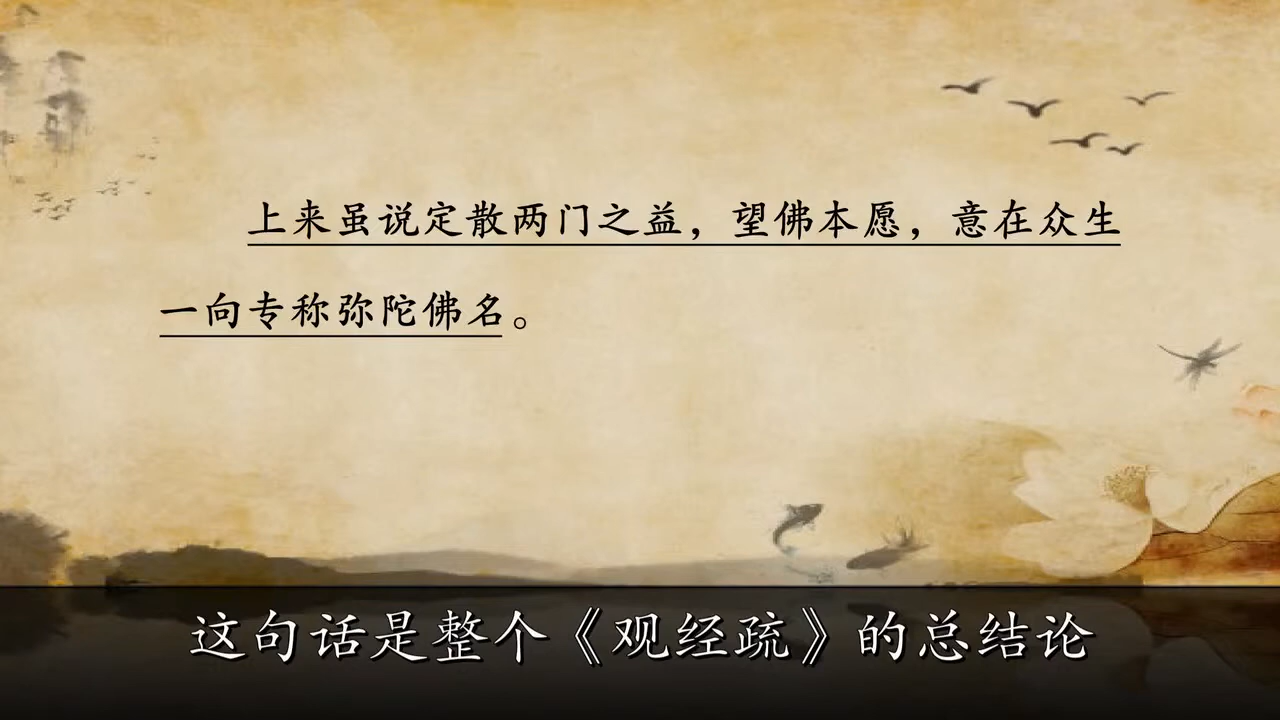 上来虽说定散两门之益，望佛本愿，意在众生
一向专称弥陀佛名。
这句话是整个《观经疏》的总结论